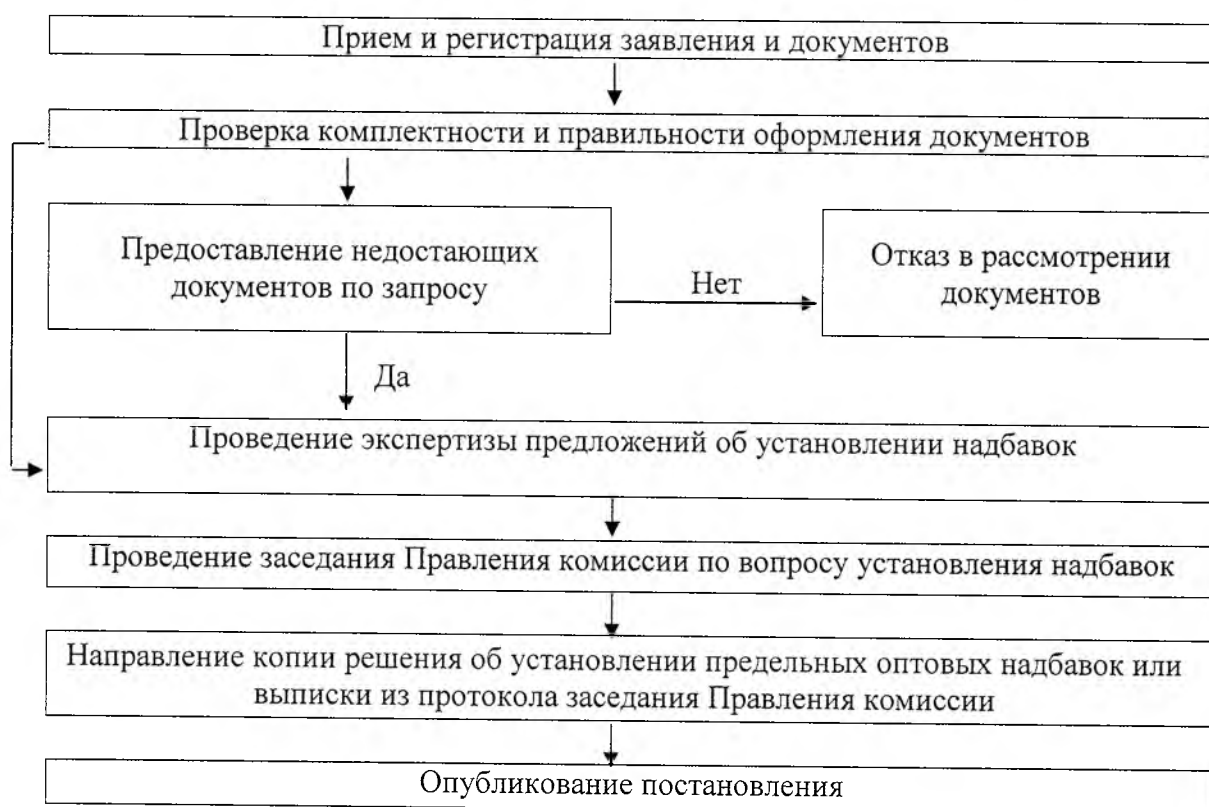 Прием и регистрация заявления и документов
Проверка комплектности и правильности оформления документов
Предоставление недостающих
документов по запросу
Нет
Отказ в рассмотрении
документов
Да
Проведение экспертизы предложений об установлении надбавок
Проведение заседания Правления комиссии по вопросу установления надбавок
Направление копии решения об установлении предельных оптовых надбавок или
выписки из протокола заседания Правления комиссии
Опубликование постановления